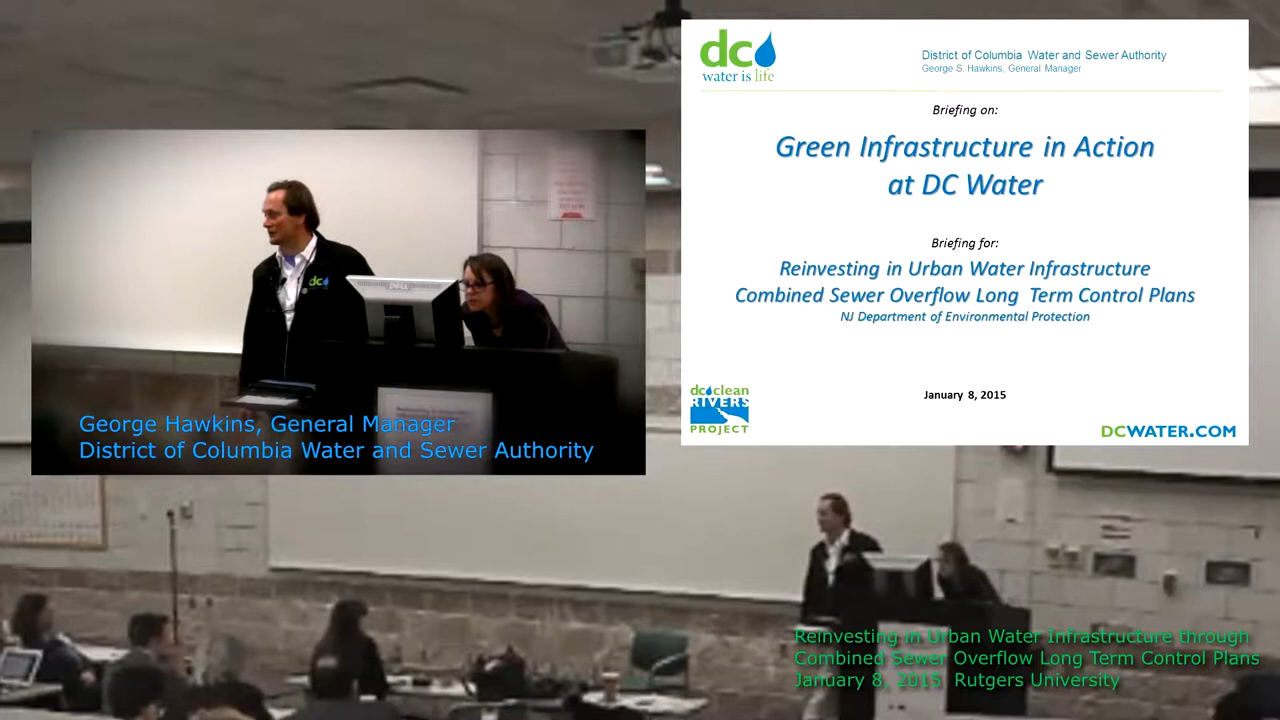 dc
water is life
District of Columbia Water and Sewer Authority
George S. Hawkins, General Manager
Briefing on:
Green Infrastructure in Action
at DC Water
Briefing for:
Reinvesting in Urban Water Infrastructure
Combined Sewer Overflow Long Term Control Plans
NJ Department of Environmental Protection
January 8, 2015
dc clean
RIVERS
PROJECT
DCWATER.COM
dc
DELL
George Hawkins, General Manager
District of Columbia Water and Sewer Authority
Reinvesting in Urban Water Infrastructure through
Combined Sewer Overflow Long Term Control Plans
January 8, 2015 Rutgers University